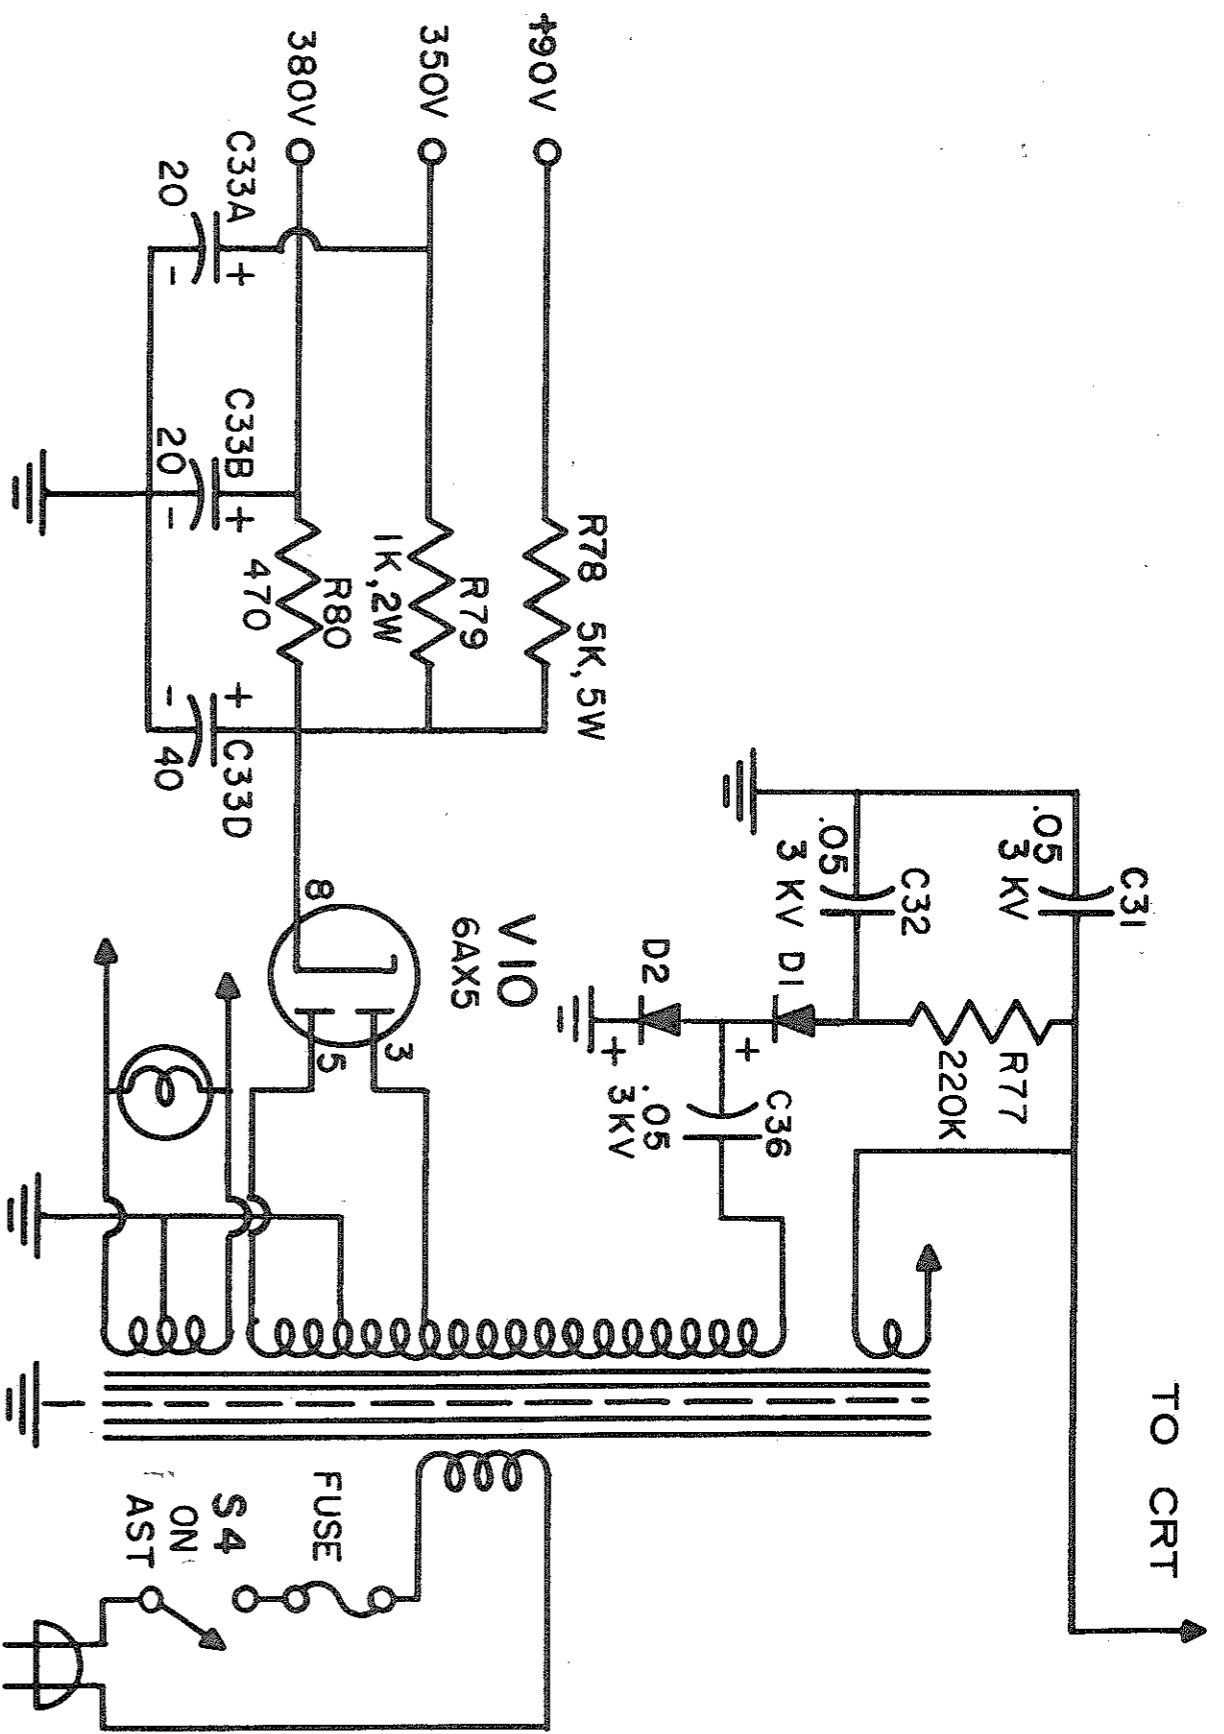 TO CRT
C31
.05
3 KV
R77
220K
C32
.05
3 KV
D1
+
C36
.05
3KV
D2
+
+90V
R78 5K,5W
350V
R79
1K,2W
380V
R80
470
C33A
+
20
-
C33B
+
20
-
+
C33D
-
40
V10
6AX5
8
3
5
FUSE
S4
ON
AST